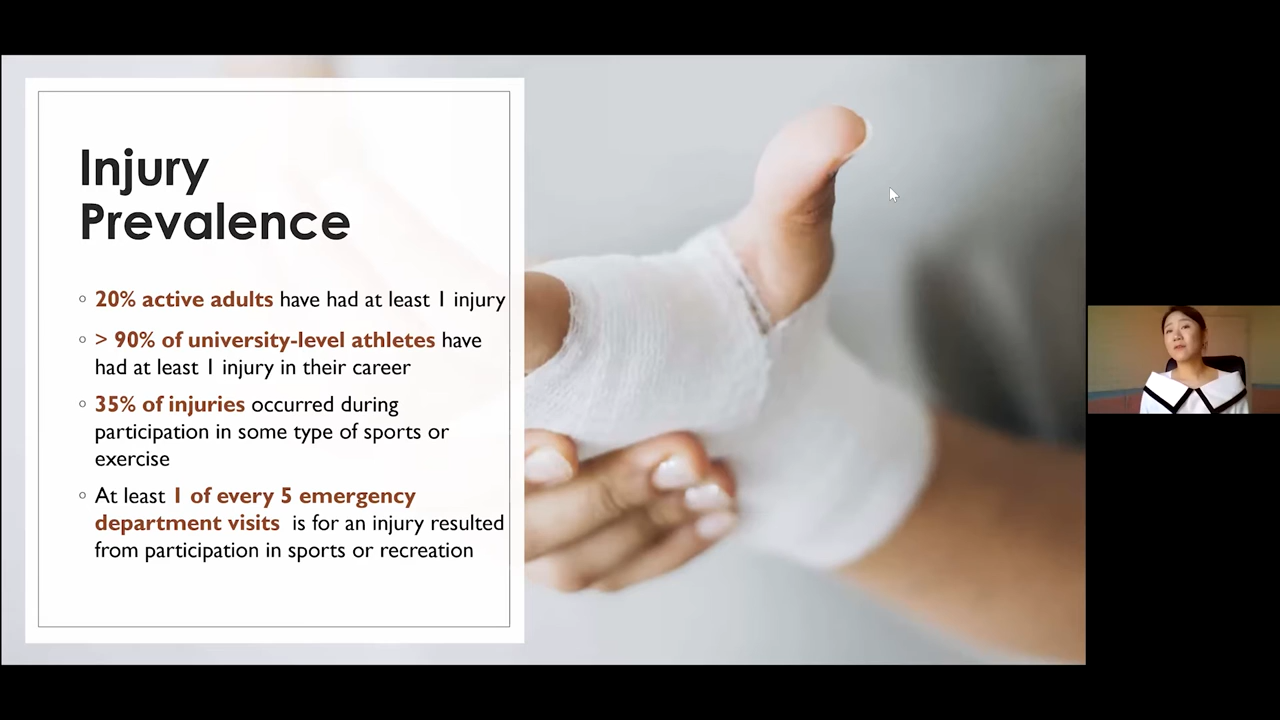 Injury
Prevalence
◦ 20% active adults have had at least 1 injury
◦ > 90% of university-level athletes have
had at least 1 injury in their career
◦ 35% of injuries occurred during
participation in some type of sports or
exercise
◦ At least 1 of every 5 emergency
department visits is for an injury resulted
from participation in sports or recreation